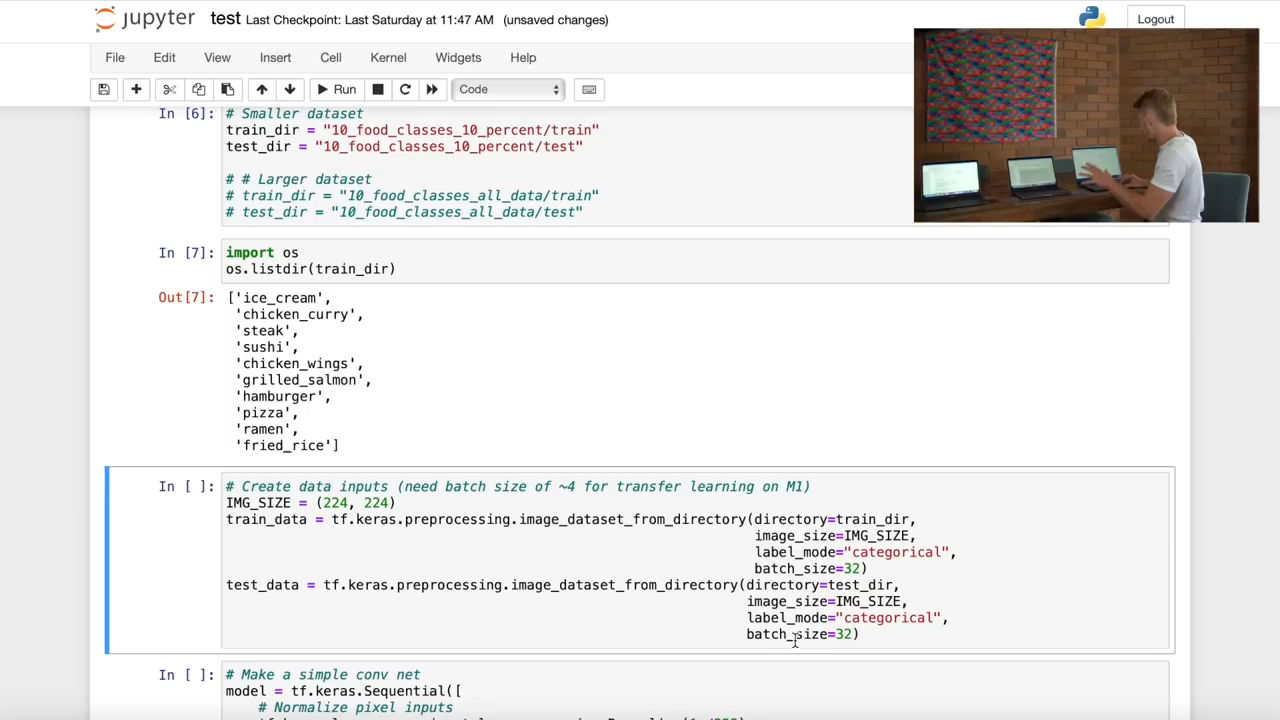 jupyter test Last Checkpoint: Last Saturday at 11:47 AM (unsaved changes) Logout
File Edit View Insert Cell Kernel Widgets Help
Run Code
In [6]: # Smaller dataset
train_dir = "10_food_classes_10_percent/train"
test_dir = "10_food_classes_10_percent/test"
# # Larger dataset
# train_dir = "10_food_classes_all_data/train"
# test_dir = "10_food_classes_all_data/test"
In [7]: import os
os.listdir(train_dir)
Out[7]: ['ice_cream',
'chicken_curry',
'steak',
'sushi',
'chicken_wings',
'grilled_salmon',
'hamburger',
'pizza',
'ramen',
'fried_rice']
In [ ]: # Create data inputs (need batch size of ~4 for transfer learning on M1)
IMG_SIZE = (224, 224)
train_data = tf.keras.preprocessing.image_dataset_from_directory(directory=train_dir,
image_size=IMG_SIZE,
label_mode="categorical",
batch_size=32)
test_data = tf.keras.preprocessing.image_dataset_from_directory(directory=test_dir,
image_size=IMG_SIZE,
label_mode="categorical",
batch_size=32)
In [ ]: # Make a simple conv net
model = tf.keras.Sequential([
# Normalize pixel inputs